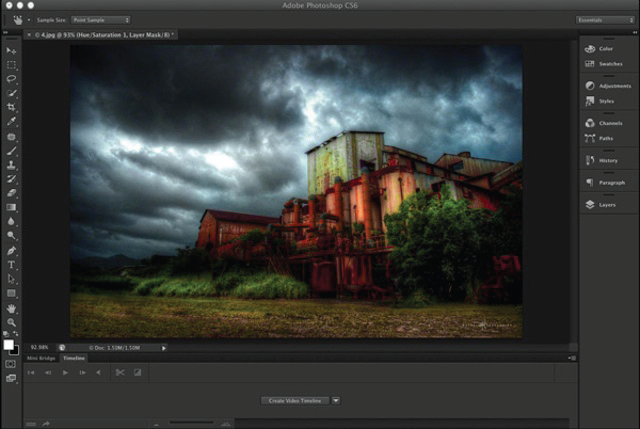 Adobe Photoshop CS6
Sample Size: Point Sample
Essentials
× © 4.jpg @ 93% (Hue/Saturation 1, Layer Mask/8) *
Color
Swatches
Adjustments
Styles
Channels
Paths
History
Paragraph
Layers
92.98%
Doc: 1.50M/1.50M
Mini Bridge
Timeline
Create Video Timeline